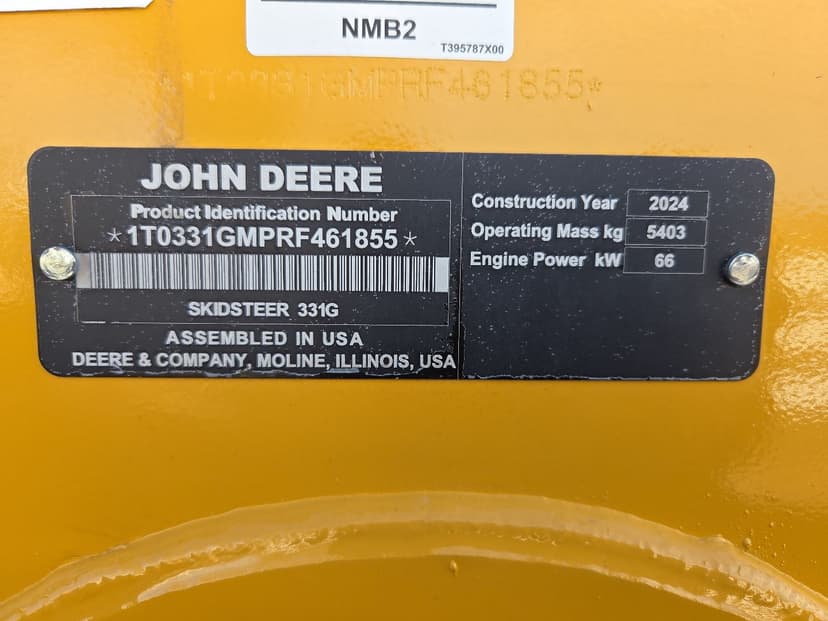 NMB2
T395787X00
*1T0331GMPRF461855*
JOHN DEERE
Product Identification Number
*1T0331GMPRF461855*
SKIDSTEER 331G
ASSEMBLED IN USA
DEERE & COMPANY, MOLINE, ILLINOIS, USA
Construction Year 2024
Operating Mass kg 5403
Engine Power kW 66